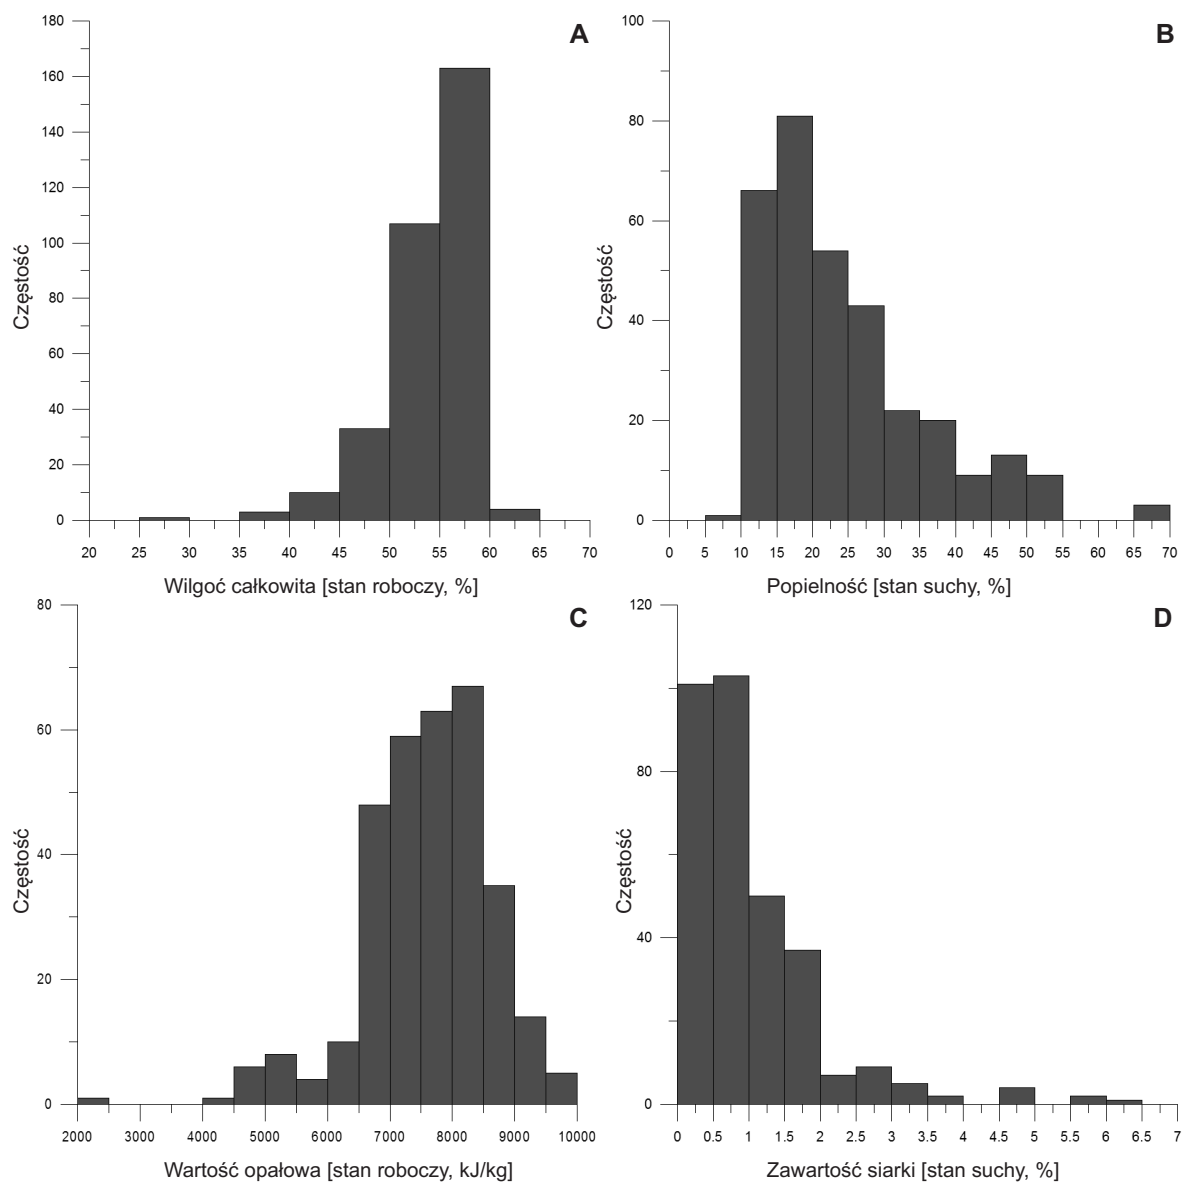 A
180
160
140
120
100
80
60
40
20
0
Częstość
20 25 30 35 40 45 50 55 60 65 70
Wilgoć całkowita [stan roboczy, %]
B
100
80
60
40
20
0
Częstość
0 5 10 15 20 25 30 35 40 45 50 55 60 65 70
Popielność [stan suchy, %]
C
80
60
40
20
0
Częstość
2000 3000 4000 5000 6000 7000 8000 9000 10000
Wartość opałowa [stan roboczy, kJ/kg]
D
120
80
40
0
Częstość
0 0.5 1 1.5 2 2.5 3 3.5 4 4.5 5 5.5 6 6.5 7
Zawartość siarki [stan suchy, %]